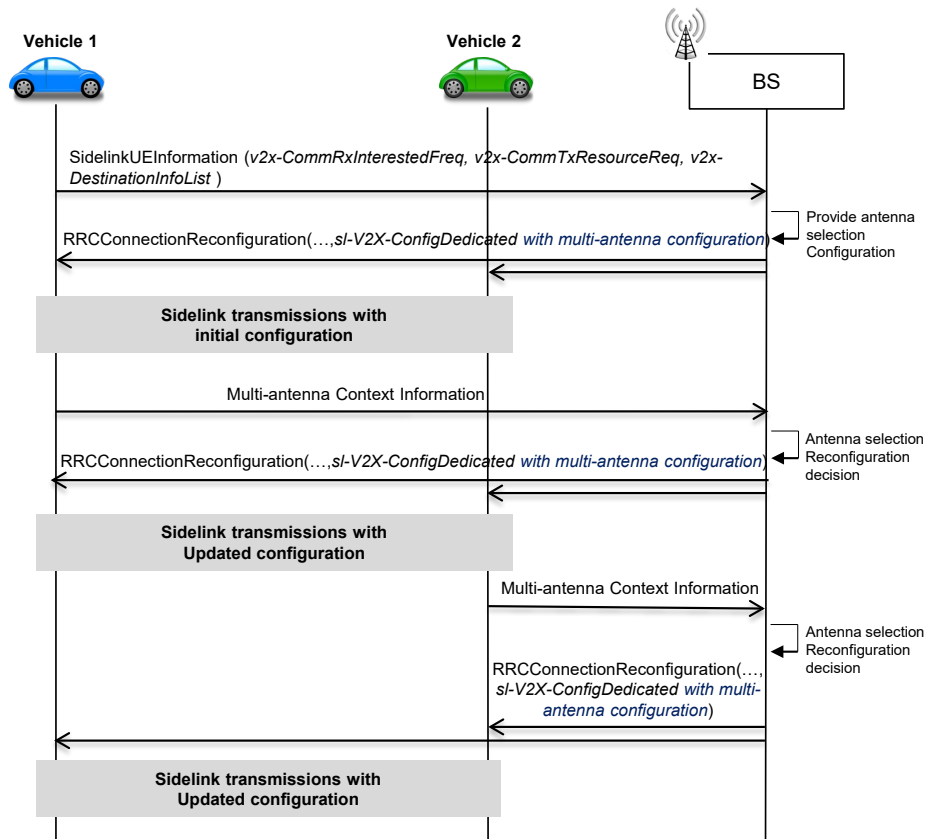 Vehicle 1
Vehicle 2
BS
SidelinkUEInformation (v2x-CommRxInterestedFreq, v2x-CommTxResourceReq, v2x-
DestinationInfoList )
Provide antenna
selection
Configuration
RRCConnectionReconfiguration(…,sl-V2X-ConfigDedicated with multi-antenna configuration)
Sidelink transmissions with
initial configuration
Multi-antenna Context Information
Antenna selection
Reconfiguration
decision
RRCConnectionReconfiguration(…,sl-V2X-ConfigDedicated with multi-antenna configuration)
Sidelink transmissions with
Updated configuration
Multi-antenna Context Information
Antenna selection
Reconfiguration
decision
RRCConnectionReconfiguration(…,
sl-V2X-ConfigDedicated with multi-
antenna configuration)
Sidelink transmissions with
Updated configuration